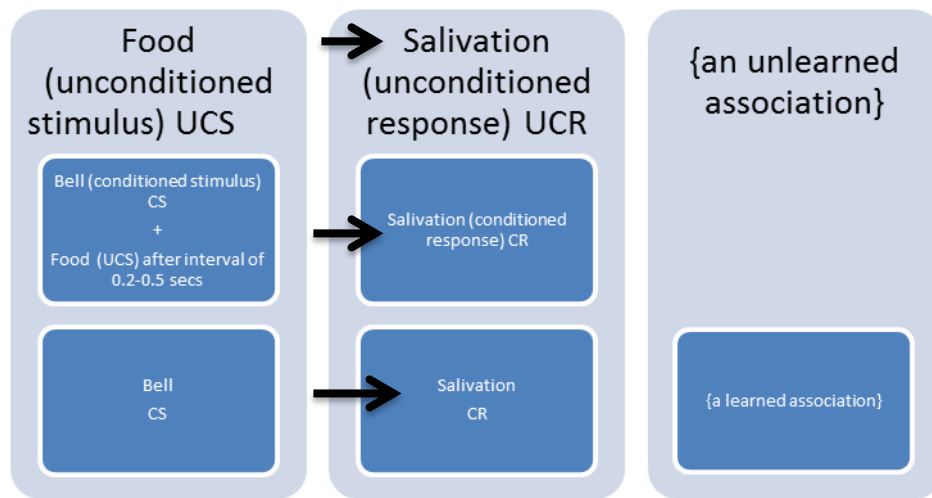 Food
(unconditioned
stimulus) UCS
Salivation
(unconditioned
response) UCR
{an unlearned
association}
Bell (conditioned stimulus)
CS
+
Food (UCS) after interval of
0.2-0.5 secs
Salivation (conditioned
response) CR
Bell
CS
Salivation
CR
{a learned association}